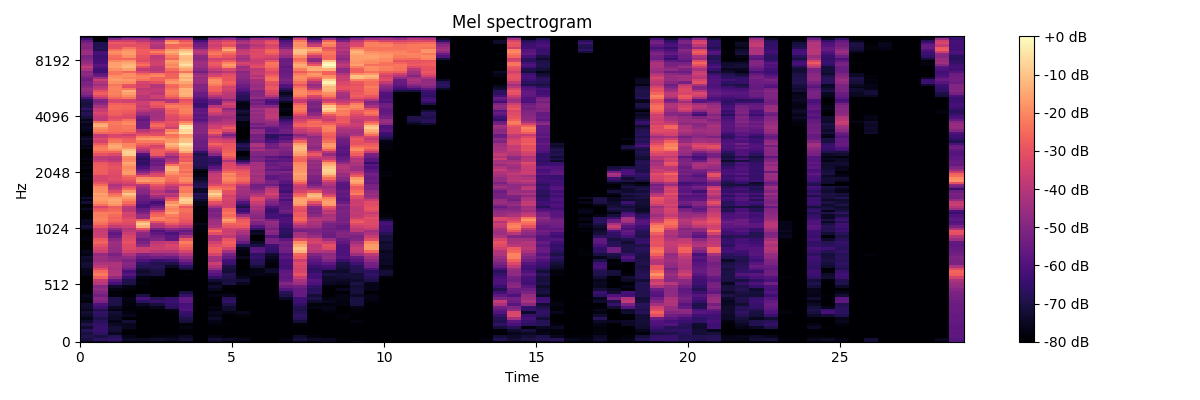 Mel spectrogram
Hz
8192
4096
2048
1024
512
0
0 5 10 15 20 25
Time
+0 dB
-10 dB
-20 dB
-30 dB
-40 dB
-50 dB
-60 dB
-70 dB
-80 dB